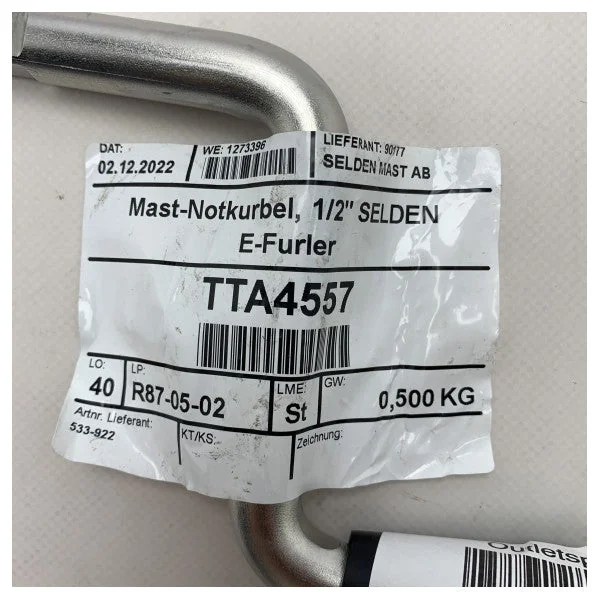 DAT:
02.12.2022
WE: 1273396
LIEFERANT: 90177
SELDEN MAST AB
Mast-Notkurbel, 1/2" SELDEN
E-Furler
TTA4557
LO:
40
LP:
R87-05-02
LME:
St
GW:
0,500 KG
Artnr. Lieferant:
533-922
KT/KS:
Zeichnung: